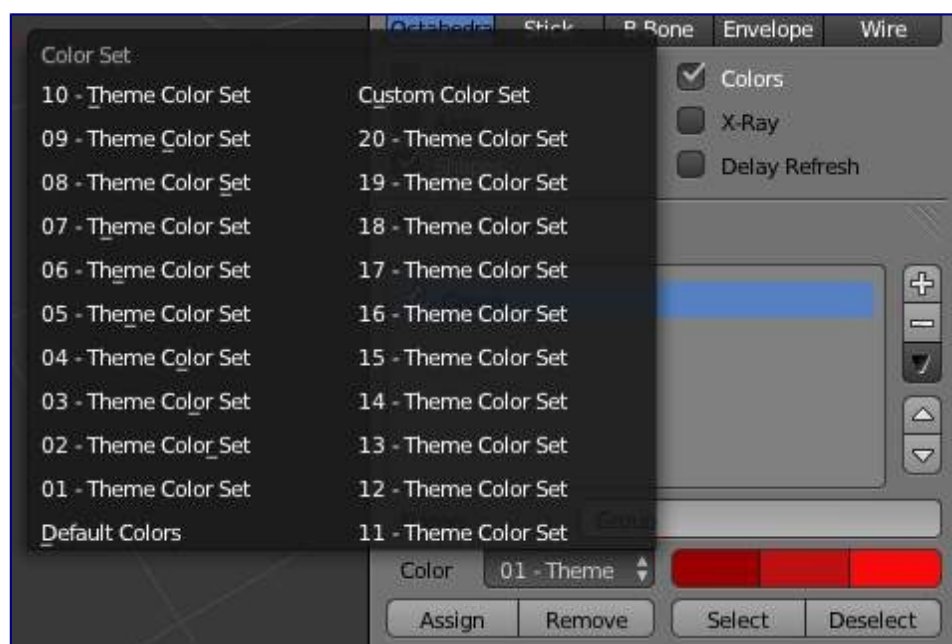 Octahedra Stick B-Bone Envelope Wire
Color Set
10 - Theme Color Set
09 - Theme Color Set
08 - Theme Color Set
07 - Theme Color Set
06 - Theme Color Set
05 - Theme Color Set
04 - Theme Color Set
03 - Theme Color Set
02 - Theme Color Set
01 - Theme Color Set
Default Colors
Custom Color Set
20 - Theme Color Set
19 - Theme Color Set
18 - Theme Color Set
17 - Theme Color Set
16 - Theme Color Set
15 - Theme Color Set
14 - Theme Color Set
13 - Theme Color Set
12 - Theme Color Set
11 - Theme Color Set
Colors
X-Ray
Delay Refresh
Group
Color 01 - Theme
Assign Remove Select Deselect